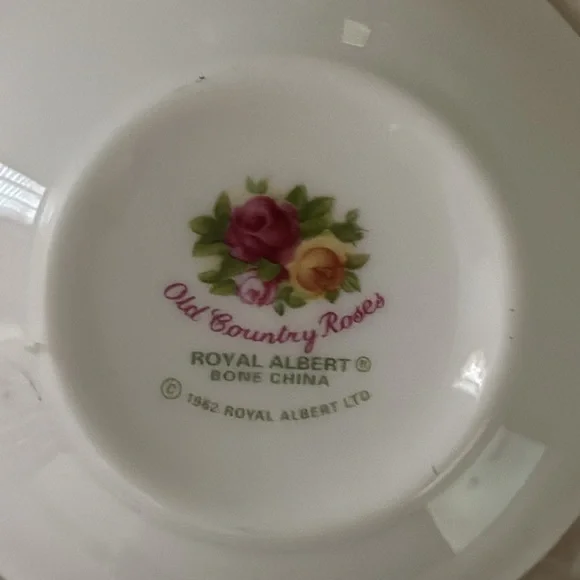 Old Country Roses
ROYAL ALBERT ®
BONE CHINA
© 1962 ROYAL ALBERT LTD